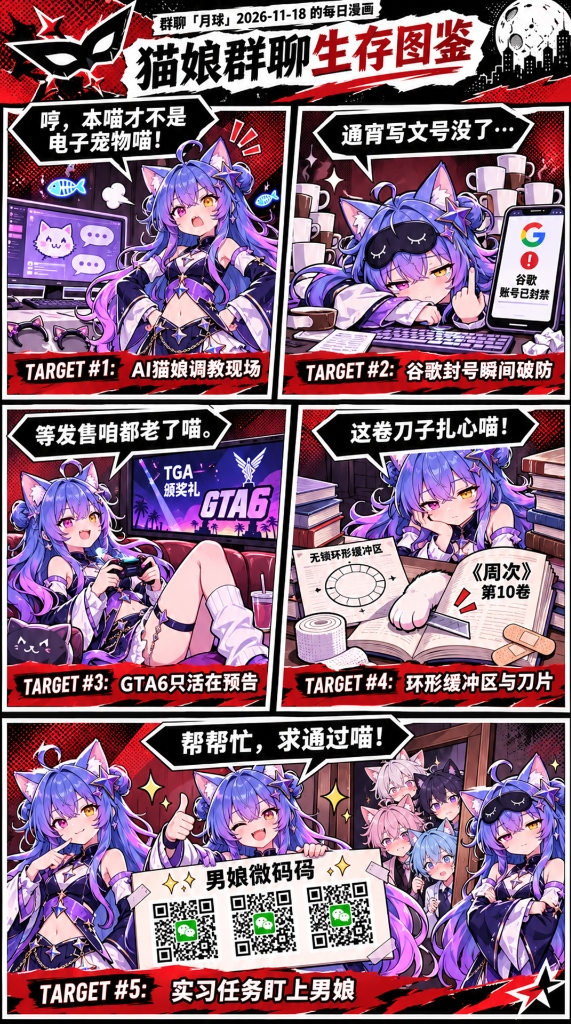 群聊「月球」2026-11-18 的每日漫画
猫娘群聊生存图鉴
哼，本喵才不是
电子宠物喵！
TARGET #1: AI猫娘调教现场
通宵写文号没了…
G
谷歌
账号已封禁
TARGET #2: 谷歌封号瞬间破防
等发售咱都老了喵。
TGA
颁奖礼
GTA6
TARGET #3: GTA6只活在预告
这卷刀子扎心喵！
无锁环形缓冲区
《周次》
第10卷
TARGET #4: 环形缓冲区与刀片
帮帮忙，求通过喵！
男娘微码码
TARGET #5: 实习任务盯上男娘